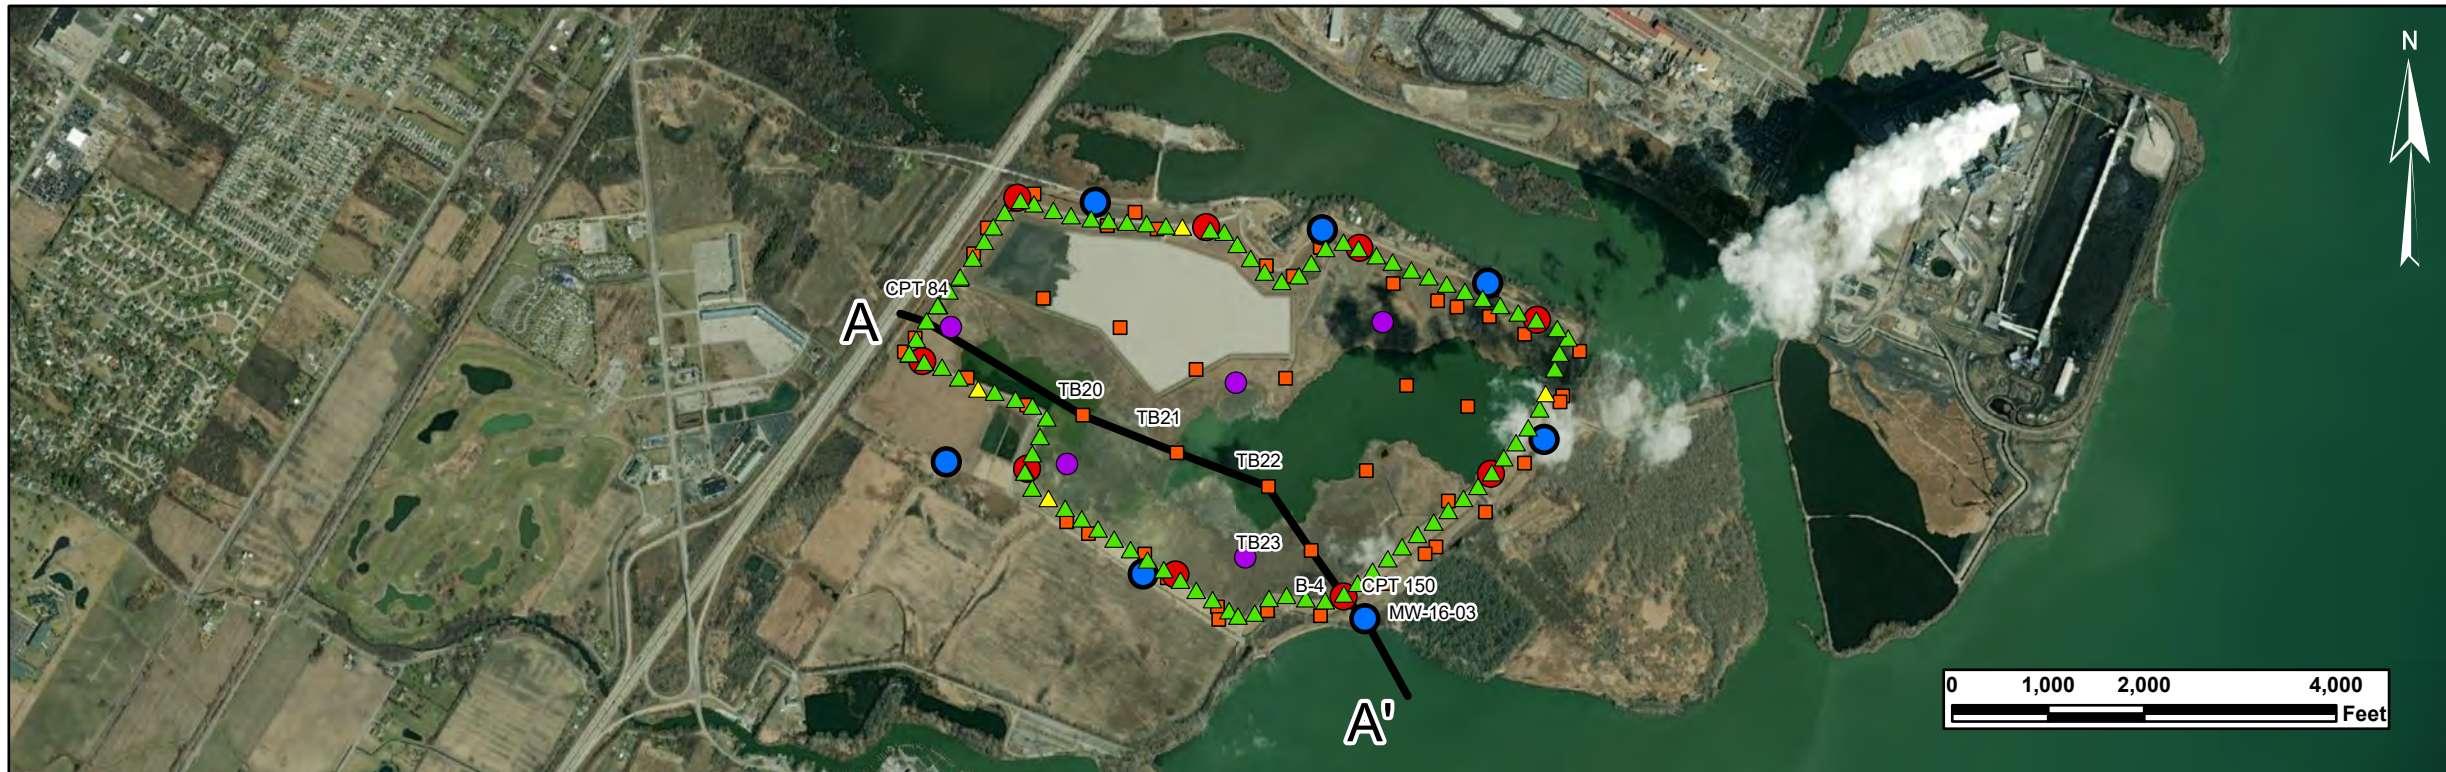 N
CPT 84
A
TB20
TB21
TB22
TB23
B-4
CPT 150
MW-16-03
A'
0 1,000 2,000 4,000
Feet